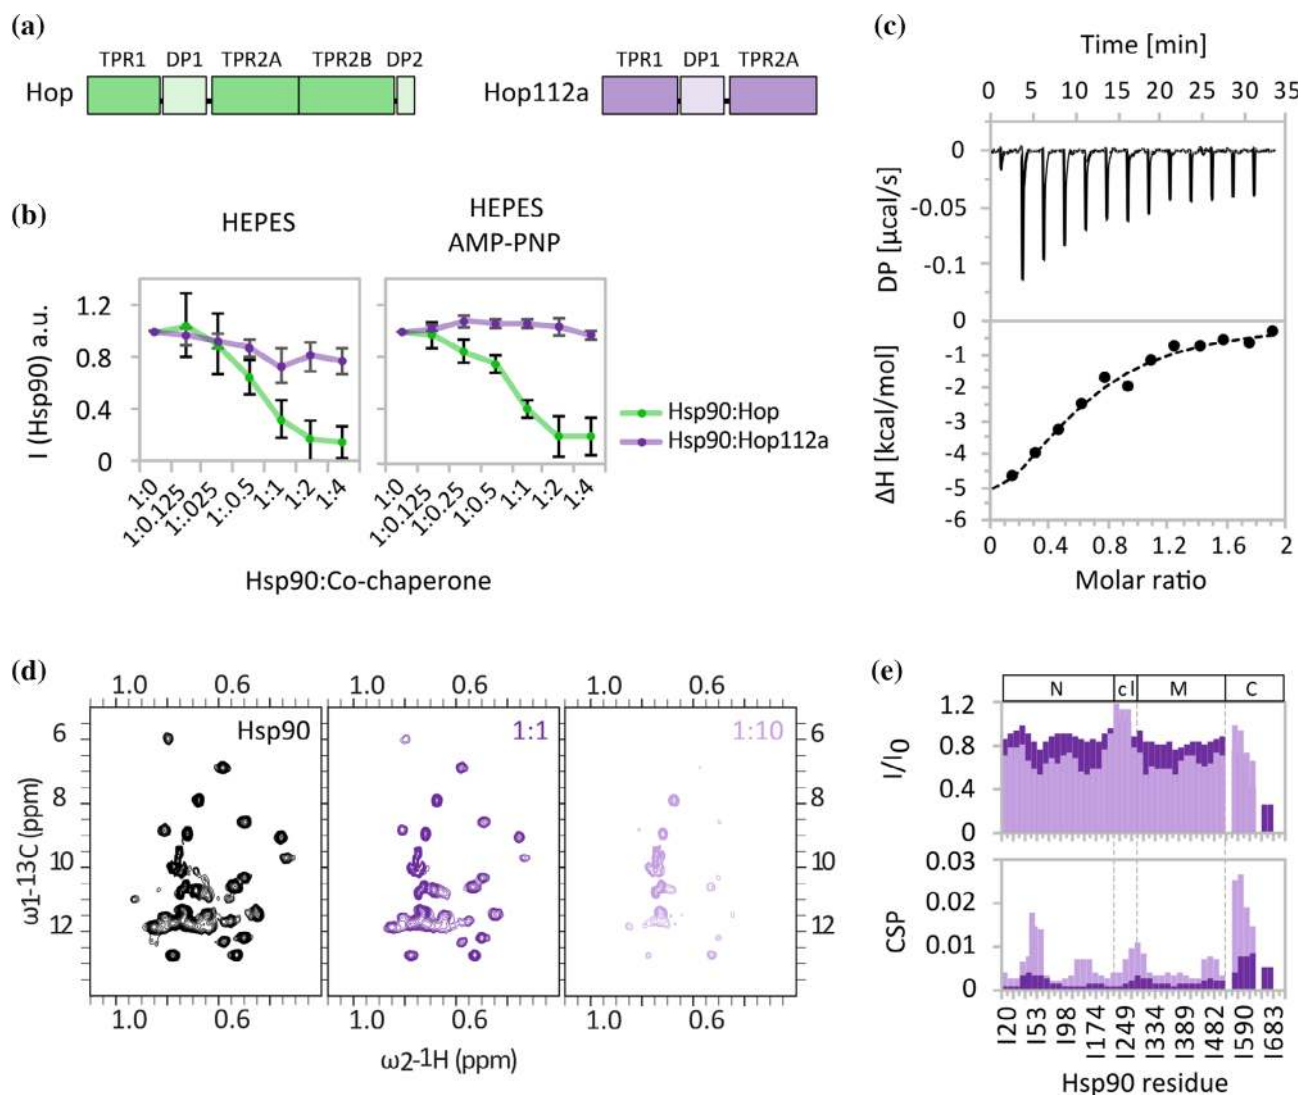 (a)
TPR1 DP1 TPR2A TPR2B DP2
Hop
TPR1 DP1 TPR2A
Hop112a
(b)
HEPES
HEPES
AMP-PNP
I (Hsp90) a.u.
1.2
0.8
0.4
0
1:0
1:0.125
1:.025
1:.0.5
1:1
1:2
1:4
1:0
1:0.125
1:0.25
1:0.5
1:1
1:2
1:4
Hsp90:Hop
Hsp90:Hop112a
Hsp90:Co-chaperone
(c)
Time [min]
0 5 10 15 20 25 30 35
DP [µcal/s]
0
-0.05
-0.1
ΔH [kcal/mol]
0
-1
-2
-3
-4
-5
-6
0 0.4 0.8 1.2 1.6 2
Molar ratio
(d)
1.0 0.6 1.0 0.6 1.0 0.6
Hsp90 1:1 1:10
ω1-13C (ppm)
6
8
10
12
6
8
10
12
1.0 0.6 1.0 0.6 1.0 0.6
ω2-1H (ppm)
(e)
N cl M C
I/I0
1.2
0.8
0.4
0
CSP
0.03
0.02
0.01
0
I20
I53
I98
I174
I249
I334
I389
I482
I590
I683
Hsp90 residue